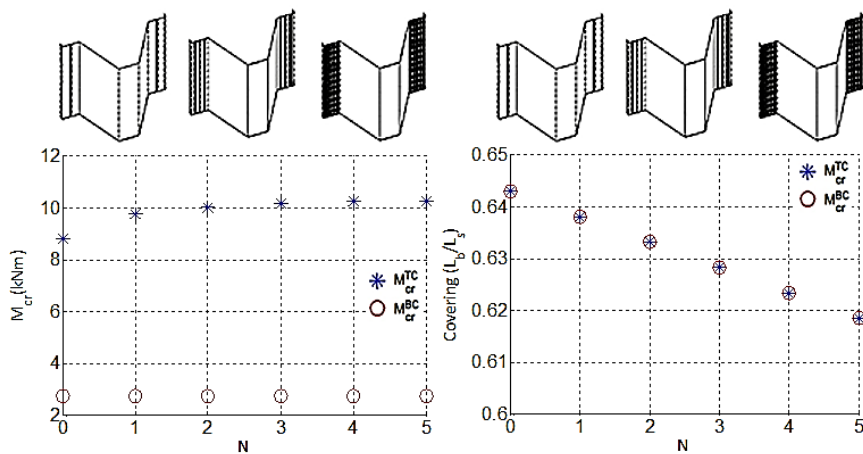 12
10
8
6
4
2
M_cr(kNm)
M_cr^TC
M_cr^BC
0 1 2 3 4 5
N
0.65
0.64
0.63
0.62
0.61
0.6
Covering (L_b/L_s)
M_cr^TC
M_cr^BC
0 1 2 3 4 5
N